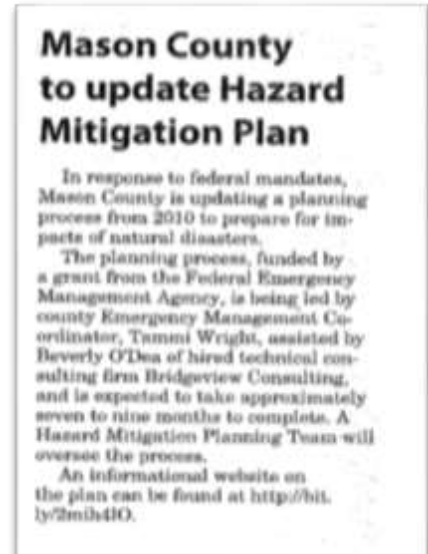 Mason County
to update Hazard
Mitigation Plan
In response to federal mandates,
Mason County is updating a planning
process from 2010 to prepare for im-
pacts of natural disasters.
The planning process, funded by
a grant from the Federal Emergency
Management Agency, is being led by
county Emergency Management Co-
ordinator, Tammi Wright, assisted by
Beverly O'Dea of hired technical con-
sulting firm Bridgeview Consulting,
and is expected to take approximately
seven to nine months to complete. A
Hazard Mitigation Planning Team will
oversee the process.
An informational website on
the plan can be found at http://bit.